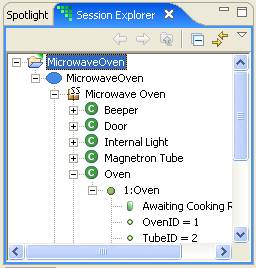 Spotlight Session Explorer
MicrowaveOven
MicrowaveOven
Microwave Oven
Beeper
Door
Internal Light
Magnetron Tube
Oven
1:Oven
Awaiting Cooking R
OvenID = 1
TubeID = 2